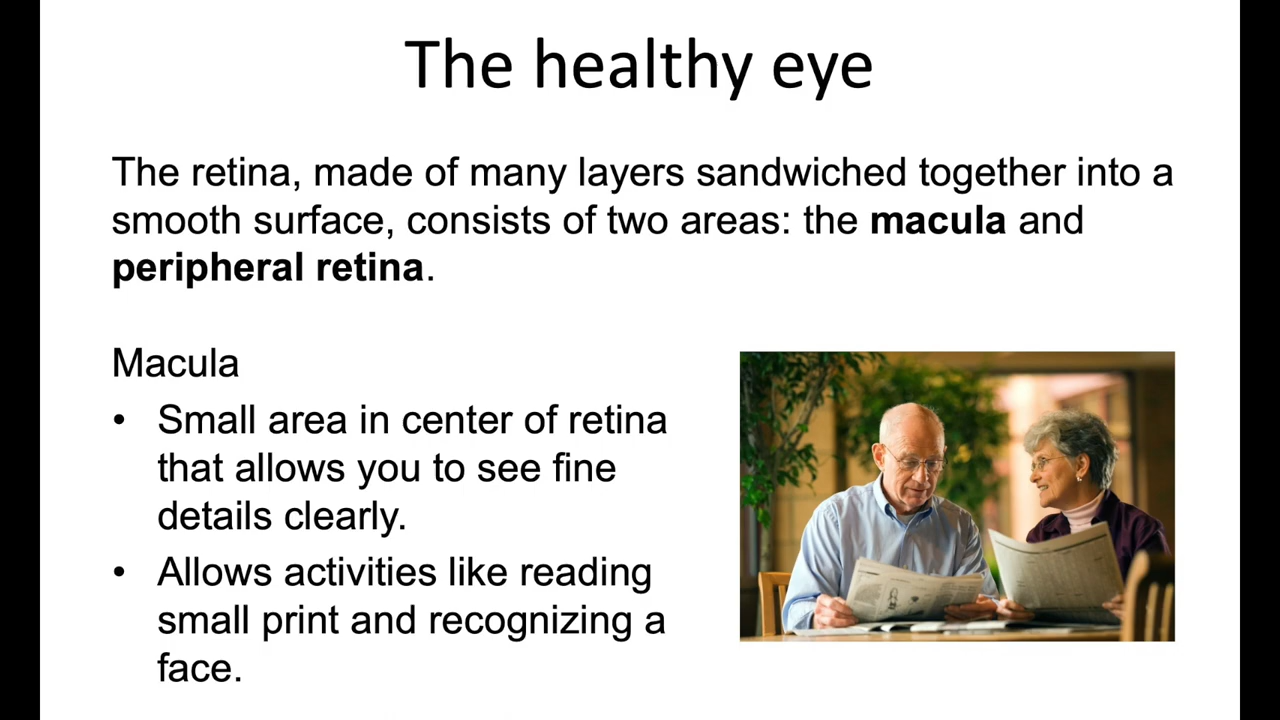 The healthy eye
The retina, made of many layers sandwiched together into a
smooth surface, consists of two areas: the macula and
peripheral retina.
Macula
• Small area in center of retina
that allows you to see fine
details clearly.
• Allows activities like reading
small print and recognizing a
face.